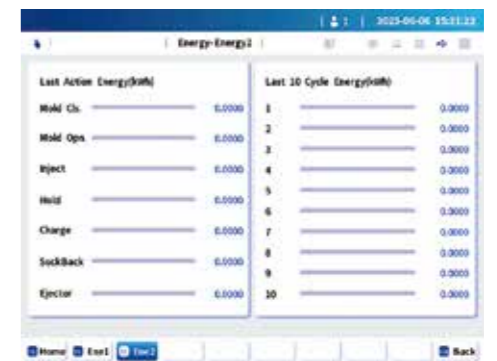 1 2023-06-06 15:21:23
Energy-Energy2
Last Action Energy(kWh)
Mold Cls. 0.0000
Mold Opn. 0.0000
Inject 0.0000
Hold 0.0000
Charge 0.0000
SuckBack 0.0000
Ejector 0.0000
Last 10 Cycle Energy(kWh)
1 0.0000
2 0.0000
3 0.0000
4 0.0000
5 0.0000
6 0.0000
7 0.0000
8 0.0000
9 0.0000
10 0.0000
Home Ene1 Ene2 Back